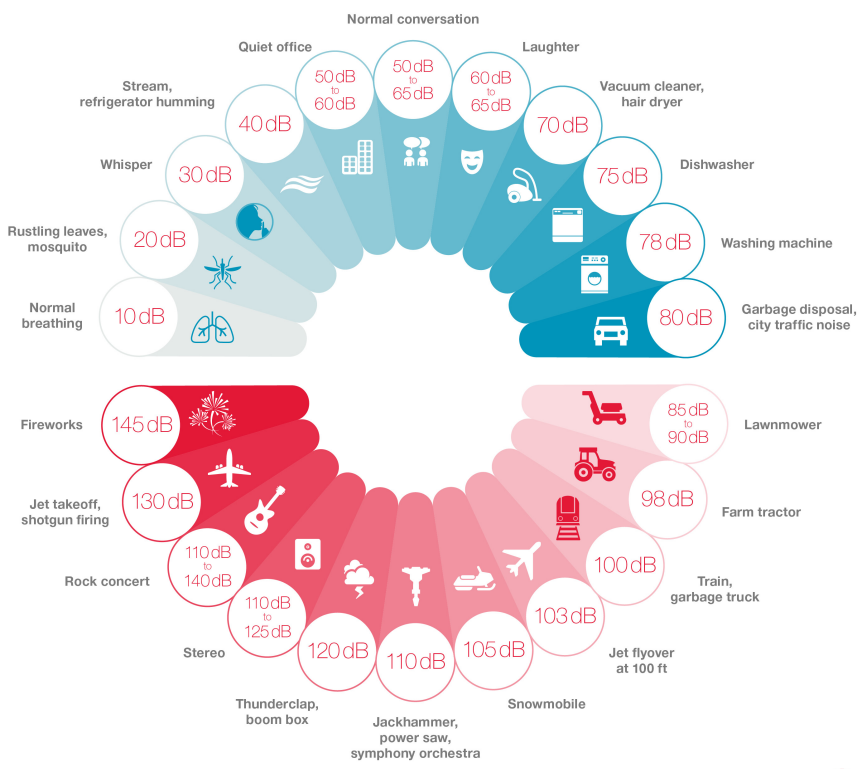 Normal conversation
Quiet office
Laughter
50 dB
to
60 dB
50 dB
to
65 dB
60 dB
to
65 dB
Stream,
refrigerator humming
Vacuum cleaner,
hair dryer
40 dB
70 dB
Whisper
30 dB
75 dB
Dishwasher
Rustling leaves,
mosquito
20 dB
78 dB
Washing machine
Normal
breathing
10 dB
80 dB
Garbage disposal,
city traffic noise
Fireworks
145 dB
85 dB
to
90 dB
Lawnmower
Jet takeoff,
shotgun firing
130 dB
98 dB
Farm tractor
Rock concert
110 dB
to
140 dB
100 dB
Train,
garbage truck
Stereo
110 dB
to
125 dB
103 dB
Jet flyover
at 100 ft
120 dB
110 dB
105 dB
Thunderclap,
boom box
Jackhammer,
power saw,
symphony orchestra
Snowmobile